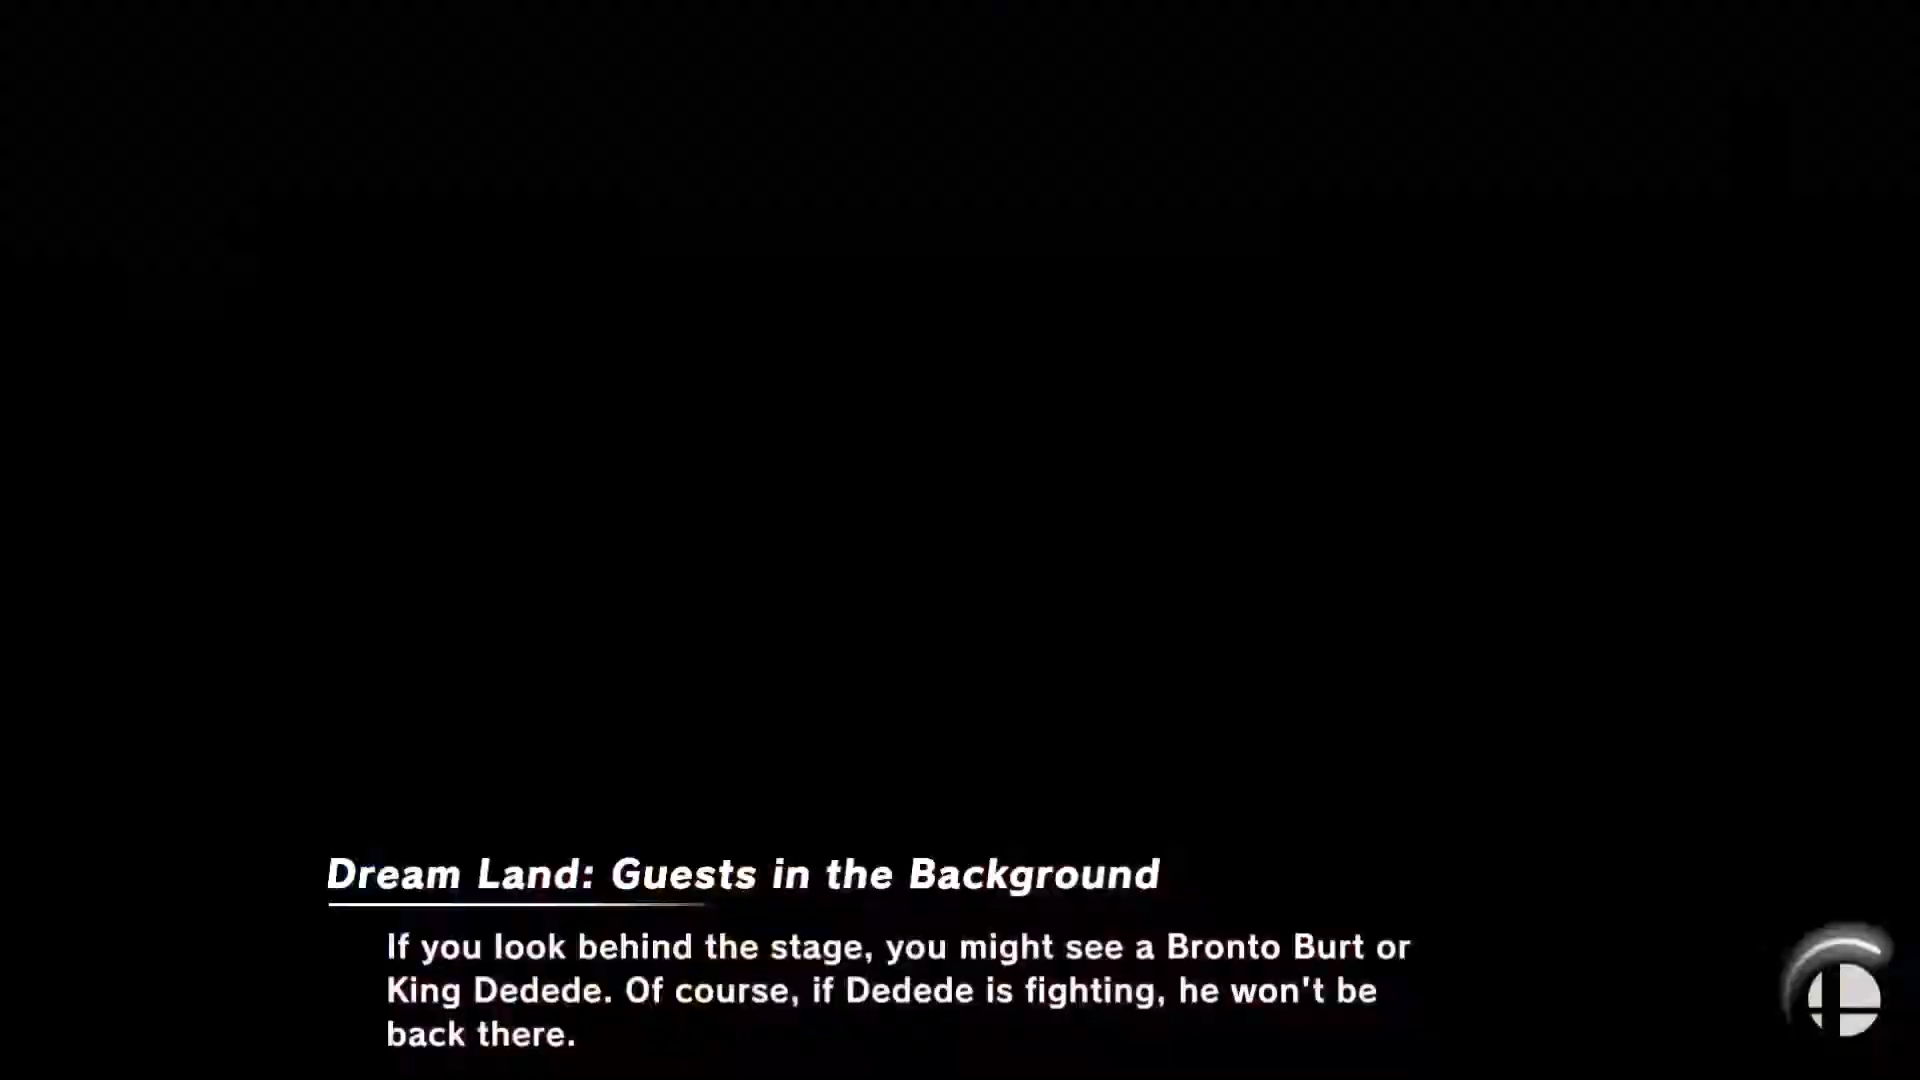 Dream Land: Guests in the Background
If you look behind the stage, you might see a Bronto Burt or
King Dedede. Of course, if Dedede is fighting, he won't be
back there.